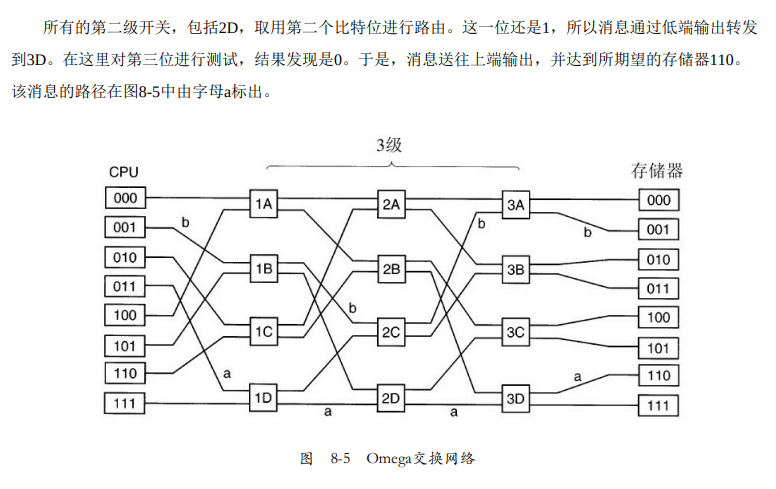 所有的第二级开关，包括2D，取用第二个比特位进行路由。这一位还是1，所以消息通过低端输出转发
到3D。在这里对第三位进行测试，结果发现是0。于是，消息送往上端输出，并达到所期望的存储器110。
该消息的路径在图8-5中由字母a标出。
3级
CPU
存储器
000
1A
2A
3A
000
001
b
b
b
001
010
1B
2B
3B
010
011
011
100
b
100
101
1C
2C
3C
101
110
a
a
110
111
1D
2D
3D
111
a
a
图 8-5 Omega交换网络